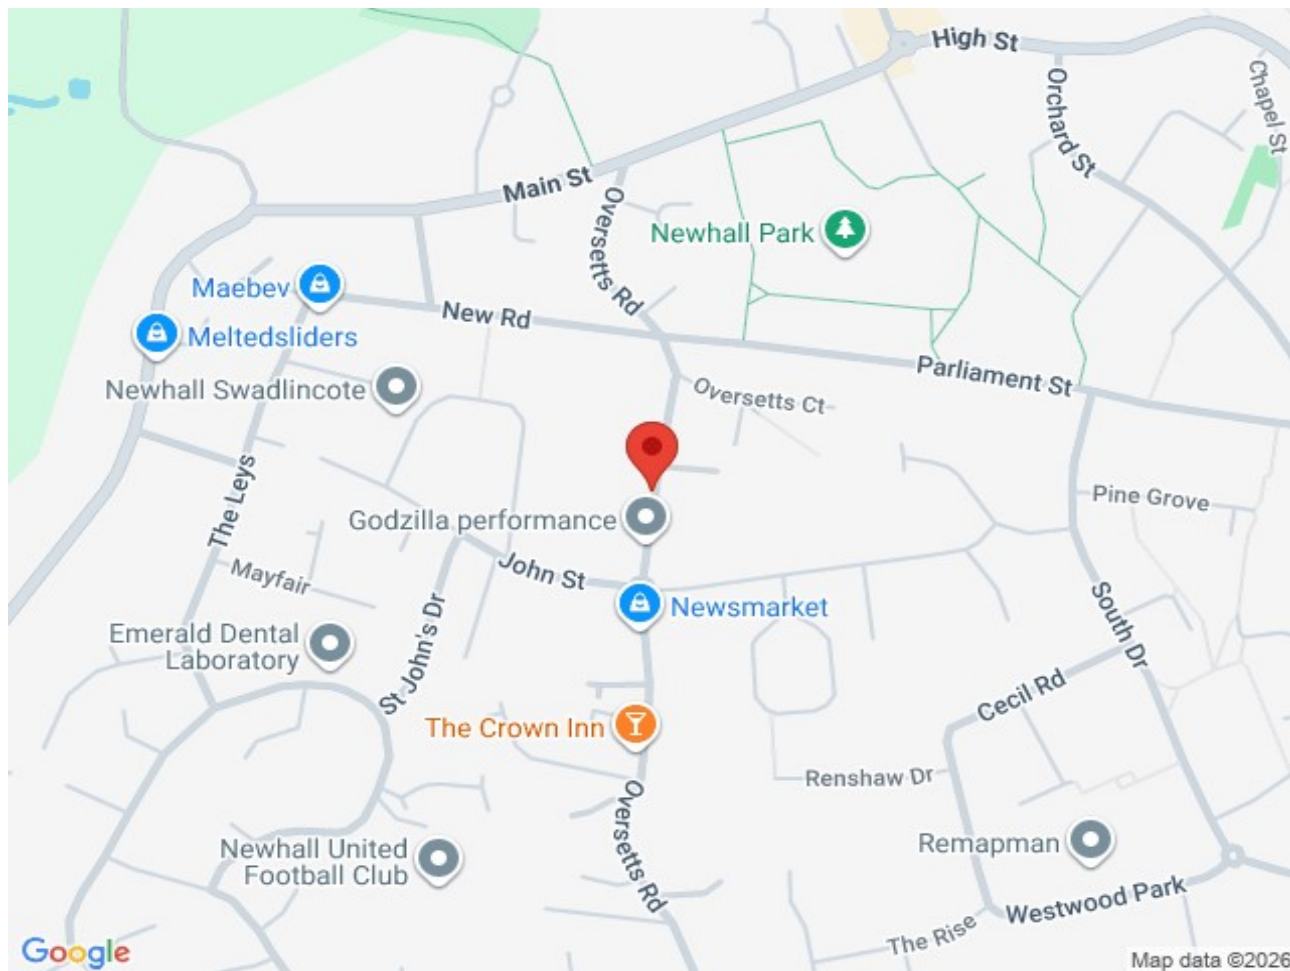 High St
Chapel St
Orchard St
Main St
Oversetts Rd
Newhall Park
Maebev
New Rd
Meltedsliders
Parliament St
Newhall Swadlincote
Oversetts Ct
The Leys
Pine Grove
Godzilla performance
John St
Mayfair
Newsmarket
South Dr
Emerald Dental
Laboratory
St John's Dr
Cecil Rd
The Crown Inn
Renshaw Dr
Oversetts Rd
Remapman
Newhall United
Football Club
Westwood Park
The Rise
Google
Map data ©2026